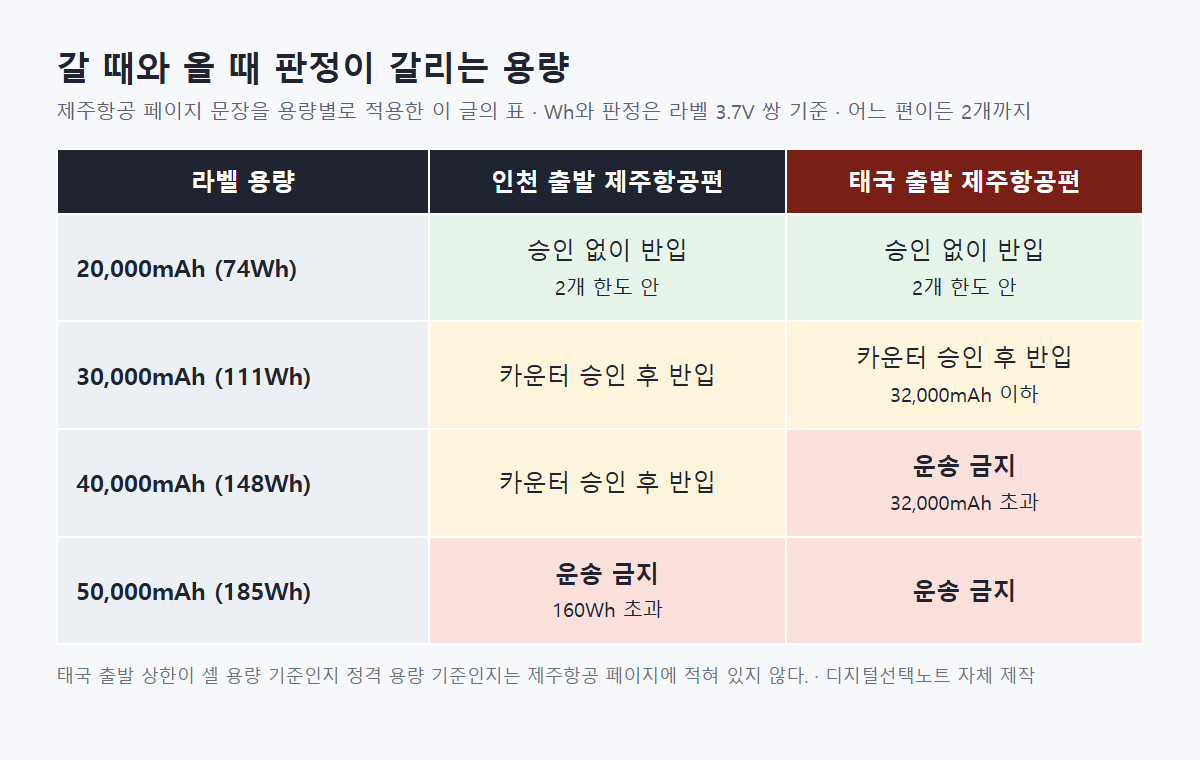 갈 때와 올 때 판정이 갈리는 용량
제주항공 페이지 문장을 용량별로 적용한 이 글의 표 · Wh와 판정은 라벨 3.7V 쌍 기준 · 어느 편이든 2개까지
라벨 용량
인천 출발 제주항공편
태국 출발 제주항공편
20,000mAh (74Wh)
승인 없이 반입
2개 한도 안
승인 없이 반입
2개 한도 안
30,000mAh (111Wh)
카운터 승인 후 반입
카운터 승인 후 반입
32,000mAh 이하
40,000mAh (148Wh)
카운터 승인 후 반입
운송 금지
32,000mAh 초과
50,000mAh (185Wh)
운송 금지
160Wh 초과
운송 금지
태국 출발 상한이 셀 용량 기준인지 정격 용량 기준인지는 제주항공 페이지에 적혀 있지 않다. · 디지털선택노트 자체 제작